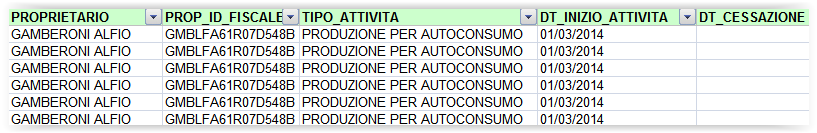 PROPRIETARIO PROP_ID_FISCALE TIPO_ATTIVITA DT_INIZIO_ATTIVITA DT_CESSAZIONE
GAMBERONI ALFIO GMBLFA61R07D548B PRODUZIONE PER AUTOCONSUMO 01/03/2014
GAMBERONI ALFIO GMBLFA61R07D548B PRODUZIONE PER AUTOCONSUMO 01/03/2014
GAMBERONI ALFIO GMBLFA61R07D548B PRODUZIONE PER AUTOCONSUMO 01/03/2014
GAMBERONI ALFIO GMBLFA61R07D548B PRODUZIONE PER AUTOCONSUMO 01/03/2014
GAMBERONI ALFIO GMBLFA61R07D548B PRODUZIONE PER AUTOCONSUMO 01/03/2014
GAMBERONI ALFIO GMBLFA61R07D548B PRODUZIONE PER AUTOCONSUMO 01/03/2014